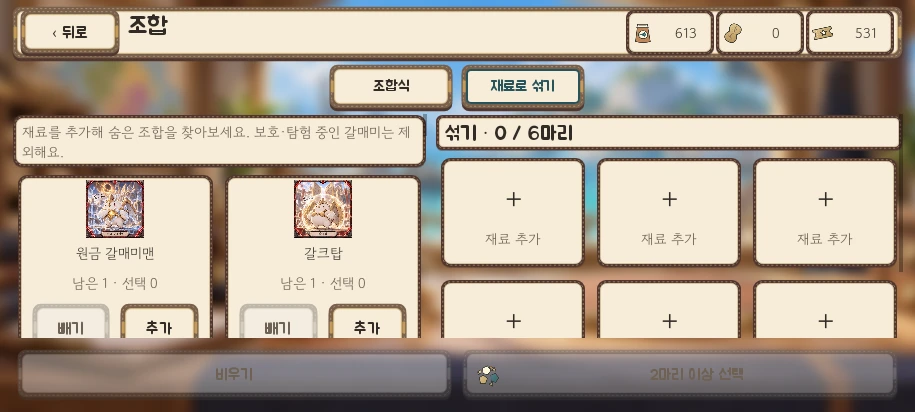 ‹ 뒤로
조합
613
0
531
조합식
재료로 섞기
재료를 추가해 숨은 조합을 찾아보세요. 보호·탐험 중인 갈매미는 제
외해요.
섞기 · 0 / 6마리
원금 갈매미맨
남은 1 · 선택 0
빼기
추가
갈크탑
남은 1 · 선택 0
빼기
추가
+
재료 추가
+
재료 추가
+
재료 추가
+
+
+
비우기
2마리 이상 선택